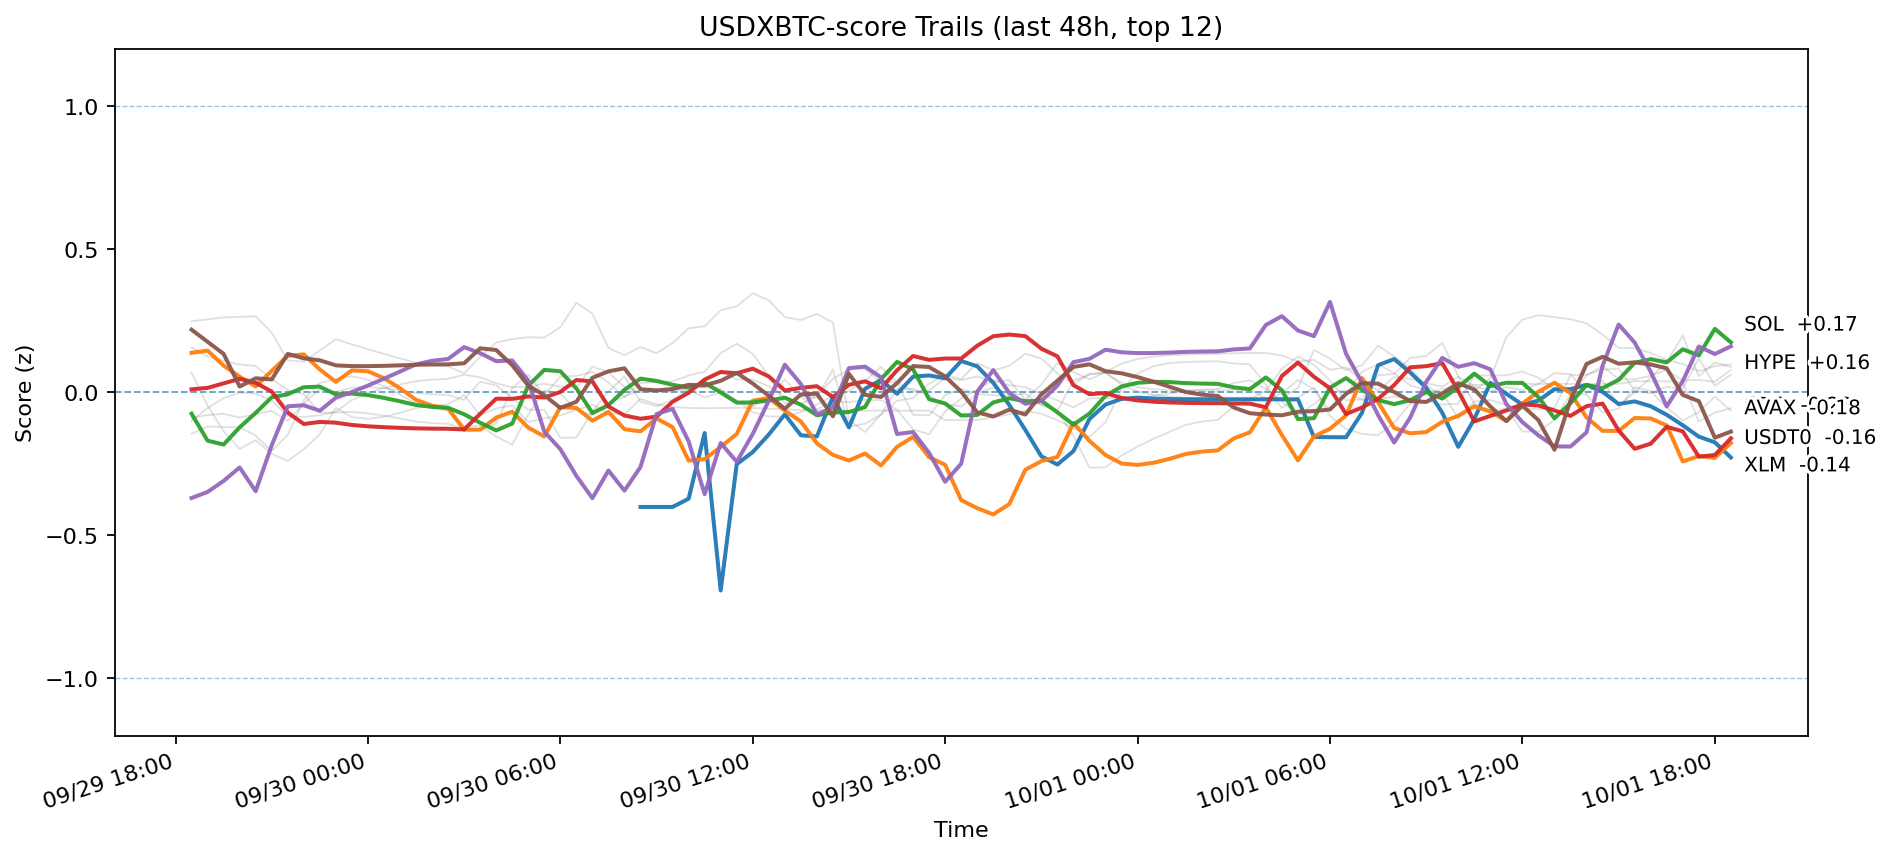 USDXBTC-score Trails (last 48h, top 12)
Score (z)
1.0
0.5
0.0
−0.5
−1.0
SOL +0.17
HYPE +0.16
AVAX -0.18
USDT0 -0.16
XLM -0.14
09/29 18:00
09/30 00:00
09/30 06:00
09/30 12:00
09/30 18:00
10/01 00:00
10/01 06:00
10/01 12:00
10/01 18:00
Time